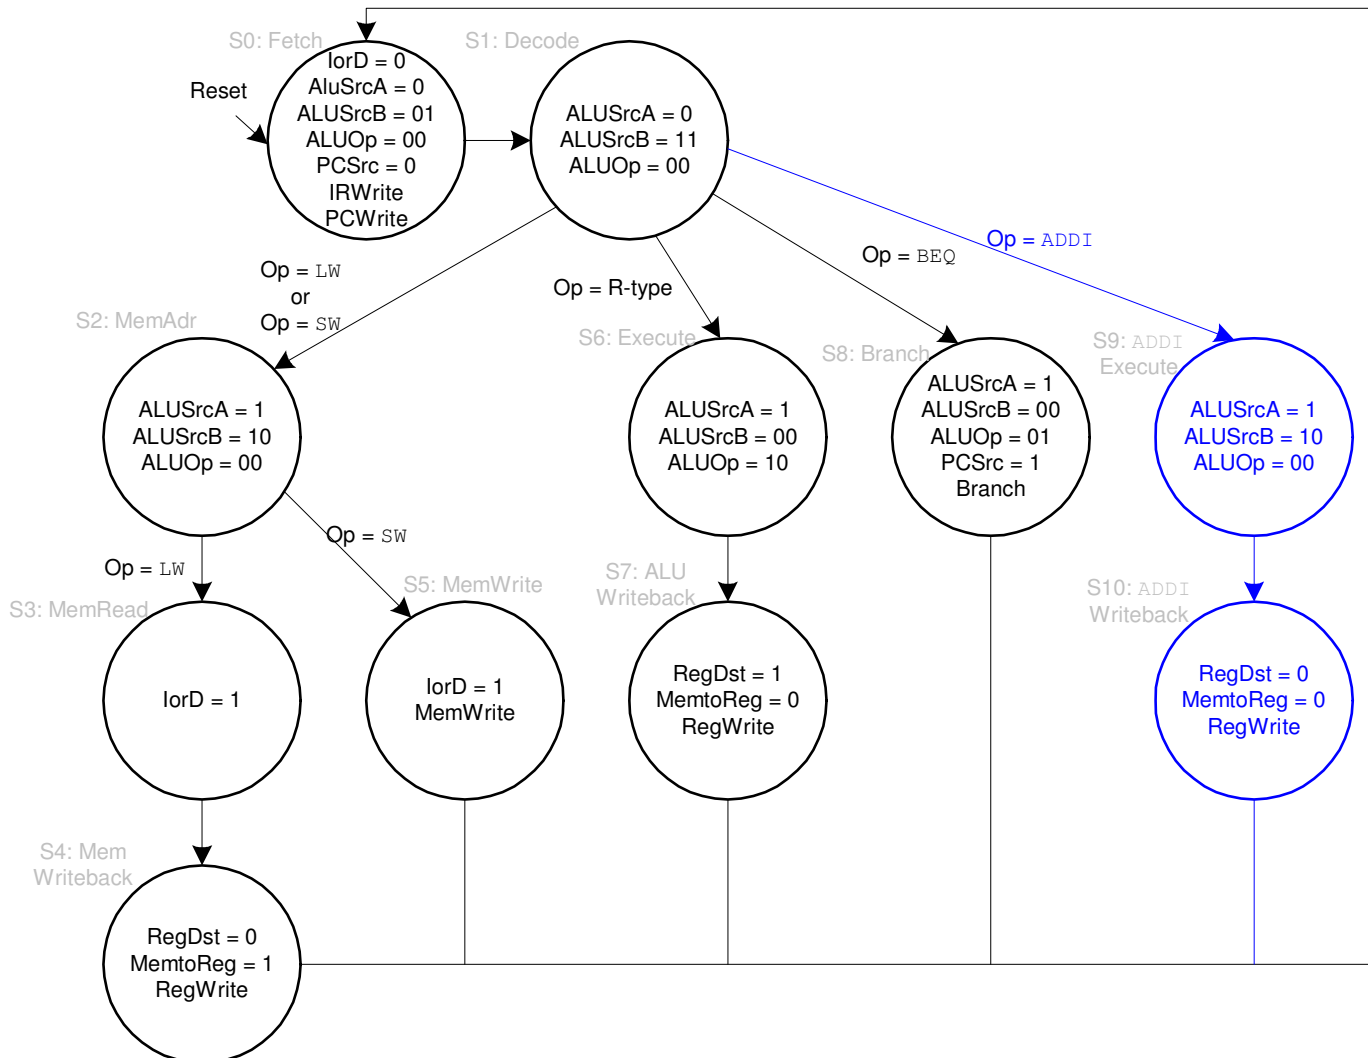 S0: Fetch
IorD = 0
AluSrcA = 0
ALUSrcB = 01
ALUOp = 00
PCSrc = 0
IRWrite
PCWrite
Reset
S1: Decode
ALUSrcA = 0
ALUSrcB = 11
ALUOp = 00
Op = LW
or
Op = SW
Op = R-type
Op = BEQ
Op = ADDI
S2: MemAdr
ALUSrcA = 1
ALUSrcB = 10
ALUOp = 00
S6: Execute
ALUSrcA = 1
ALUSrcB = 00
ALUOp = 10
S8: Branch
ALUSrcA = 1
ALUSrcB = 00
ALUOp = 01
PCSrc = 1
Branch
S9: ADDI
Execute
ALUSrcA = 1
ALUSrcB = 10
ALUOp = 00
Op = LW
Op = SW
S3: MemRead
IorD = 1
S5: MemWrite
IorD = 1
MemWrite
S7: ALU
Writeback
RegDst = 1
MemtoReg = 0
RegWrite
S10: ADDI
Writeback
RegDst = 0
MemtoReg = 0
RegWrite
S4: Mem
Writeback
RegDst = 0
MemtoReg = 1
RegWrite